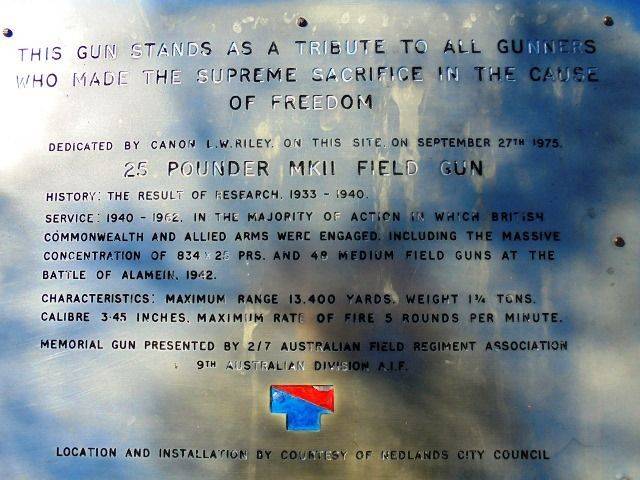 THIS GUN STANDS AS A TRIBUTE TO ALL GUNNERS
WHO MADE THE SUPREME SACRIFICE IN THE CAUSE
OF FREEDOM
DEDICATED BY CANON L.W.RILEY. ON THIS SITE. ON SEPTEMBER 27TH 1975.
25 POUNDER MKII FIELD GUN
HISTORY: THE RESULT OF RESEARCH. 1933 - 1940.
SERVICE: 1940 - 1962. IN THE MAJORITY OF ACTION IN WHICH BRITISH
COMMONWEALTH AND ALLIED ARMS WERE ENGAGED. INCLUDING THE MASSIVE
CONCENTRATION OF 834 X 25 PRS. AND 48 MEDIUM FIELD GUNS AT THE
BATTLE OF ALAMEIN. 1942.
CHARACTERISTICS: MAXIMUM RANGE 13.400 YARDS. WEIGHT 1¾ TONS.
CALIBRE 3·45 INCHES. MAXIMUM RATE OF FIRE 5 ROUNDS PER MINUTE.
MEMORIAL GUN PRESENTED BY 2/7 AUSTRALIAN FIELD REGIMENT ASSOCIATION
9TH AUSTRALIAN DIVISION A.I.F.
LOCATION AND INSTALLATION BY COURTESY OF NEDLANDS CITY COUNCIL